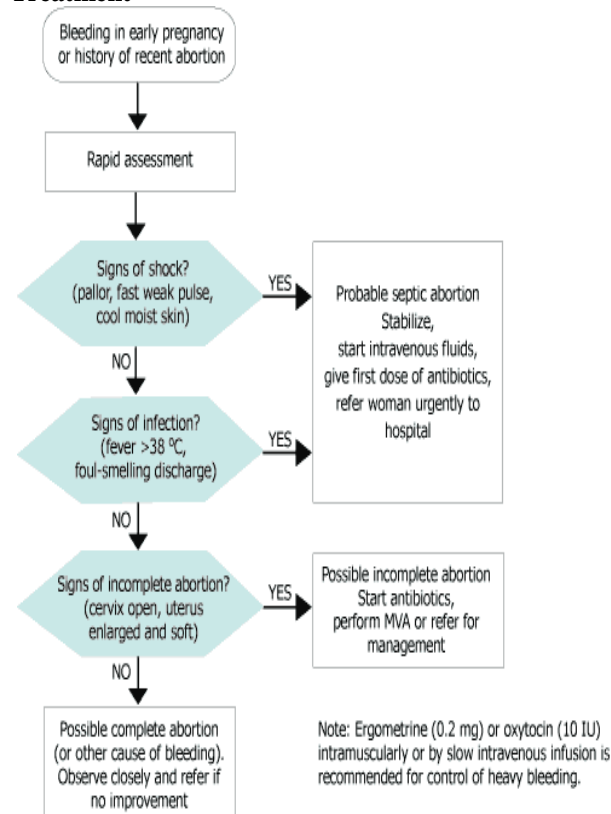 Treatment
Bleeding in early pregnancy
or history of recent abortion
Rapid assessment
Signs of shock?
(pallor, fast weak pulse,
cool moist skin)
YES
Probable septic abortion
Stabilize,
start intravenous fluids,
give first dose of antibiotics,
refer woman urgently to
hospital
NO
Signs of infection?
(fever >38 ⁰C,
foul-smelling discharge)
YES
NO
Signs of incomplete abortion?
(cervix open, uterus
enlarged and soft)
YES
Possible incomplete abortion
Start antibiotics,
perform MVA or refer for
management
NO
Possible complete abortion
(or other cause of bleeding).
Observe closely and refer if
no improvement
Note: Ergometrine (0.2 mg) or oxytocin (10 IU)
intramuscularly or by slow intravenous infusion is
recommended for control of heavy bleeding.